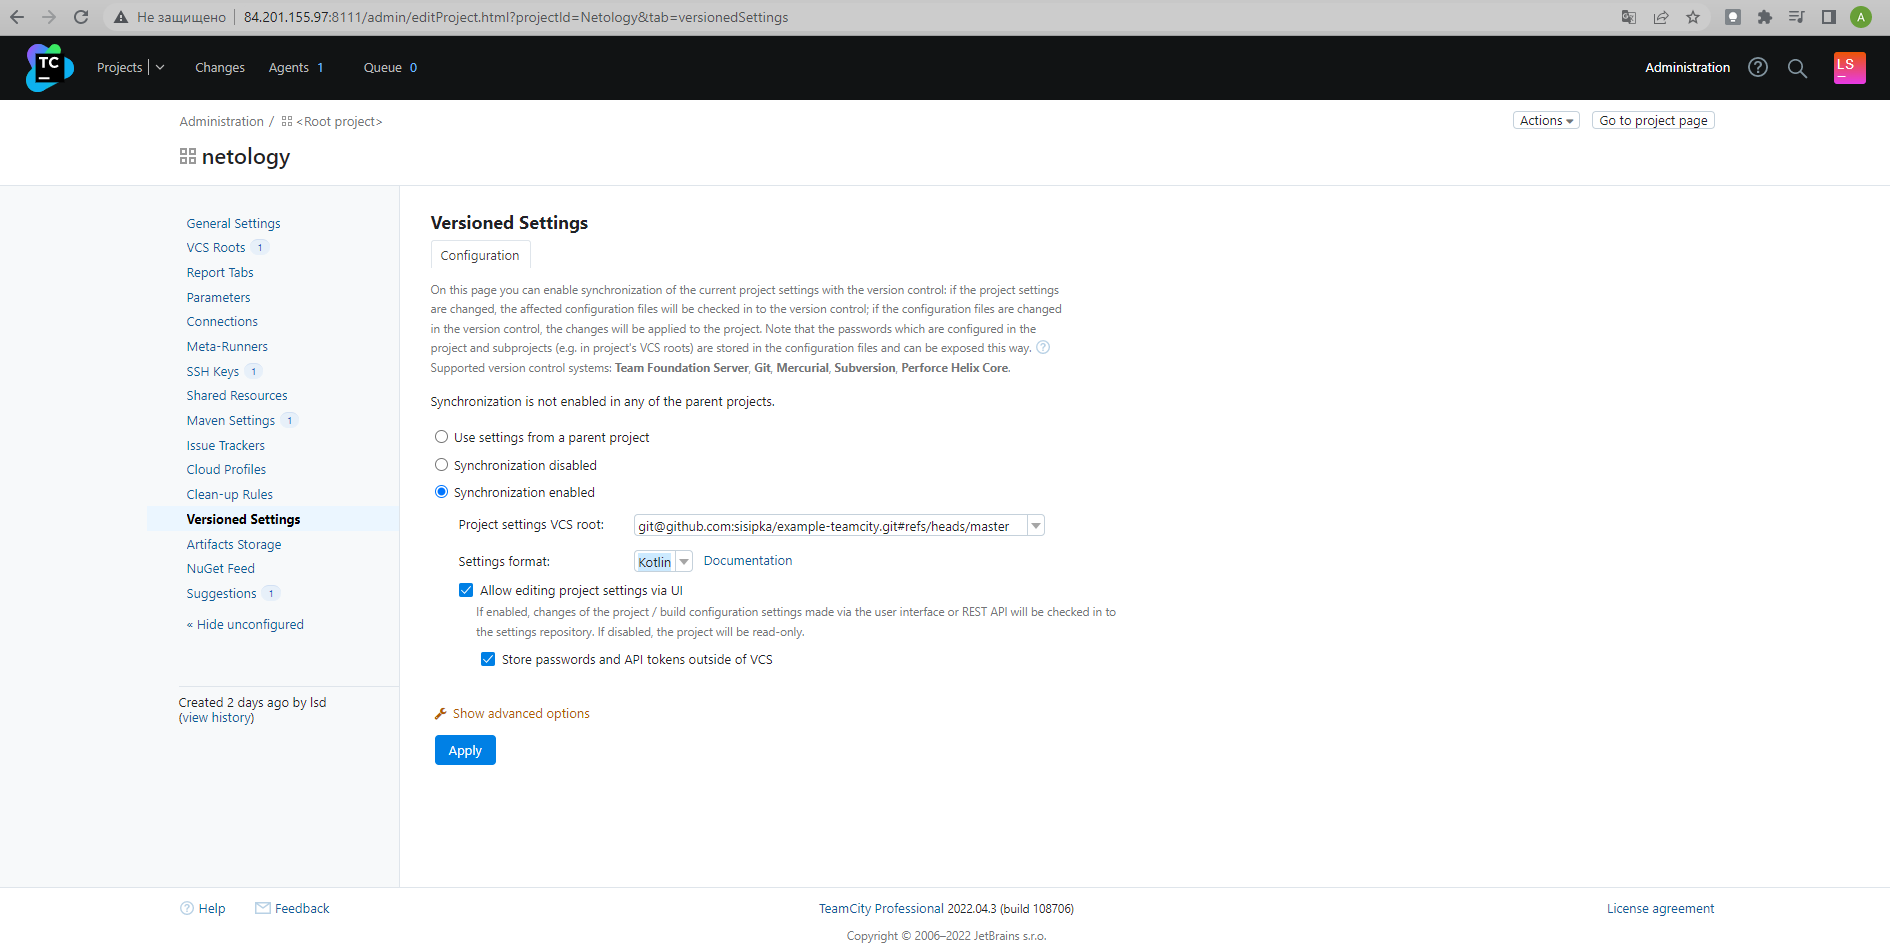 Не защищено
84.201.155.97:8111/admin/editProject.html?projectId=Netology&tab=versionedSettings
A
TC
Projects
Changes
Agents 1
Queue 0
Administration
LS
Administration / <Root project>
Actions
Go to project page
netology
General Settings
VCS Roots 1
Report Tabs
Parameters
Connections
Meta-Runners
SSH Keys 1
Shared Resources
Maven Settings 1
Issue Trackers
Cloud Profiles
Clean-up Rules
Versioned Settings
Artifacts Storage
NuGet Feed
Suggestions 1
« Hide unconfigured
Created 2 days ago by lsd
(view history)
Versioned Settings
Configuration
On this page you can enable synchronization of the current project settings with the version control: if the project settings
are changed, the affected configuration files will be checked in to the version control; if the configuration files are changed
in the version control, the changes will be applied to the project. Note that the passwords which are configured in the
project and subprojects (e.g. in project's VCS roots) are stored in the configuration files and can be exposed this way. ?
Supported version control systems: Team Foundation Server, Git, Mercurial, Subversion, Perforce Helix Core.
Synchronization is not enabled in any of the parent projects.
Use settings from a parent project
Synchronization disabled
Synchronization enabled
Project settings VCS root: git@github.com:sisipka/example-teamcity.git#refs/heads/master
Settings format: Kotlin Documentation
Allow editing project settings via UI
If enabled, changes of the project / build configuration settings made via the user interface or REST API will be checked in to
the settings repository. If disabled, the project will be read-only.
Store passwords and API tokens outside of VCS
Show advanced options
Apply
? Help
Feedback
TeamCity Professional 2022.04.3 (build 108706)
License agreement
Copyright © 2006–2022 JetBrains s.r.o.